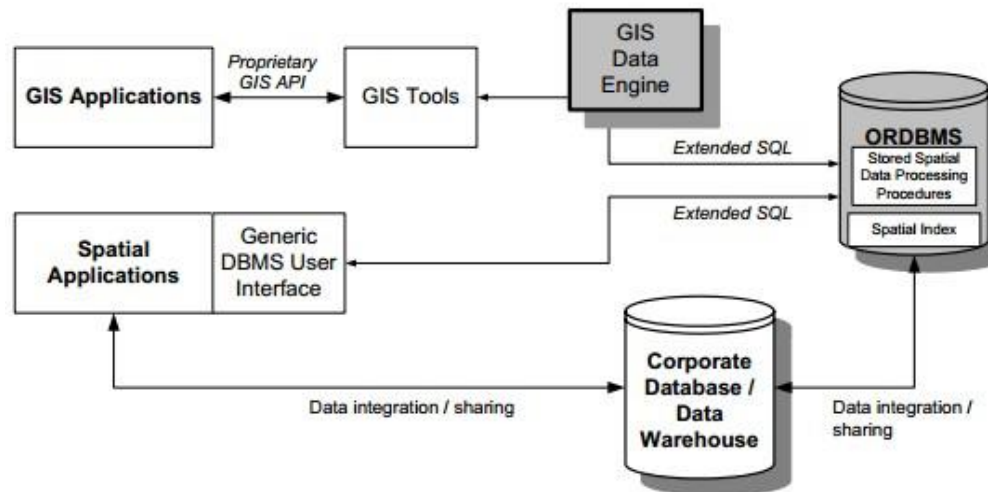 GIS
Data
Engine
Proprietary
GIS API
GIS Applications
GIS Tools
ORDBMS
Stored Spatial
Data Processing
Procedures
Spatial Index
Extended SQL
Extended SQL
Spatial
Applications
Generic
DBMS User
Interface
Corporate
Database /
Data
Warehouse
Data integration / sharing
Data integration /
sharing